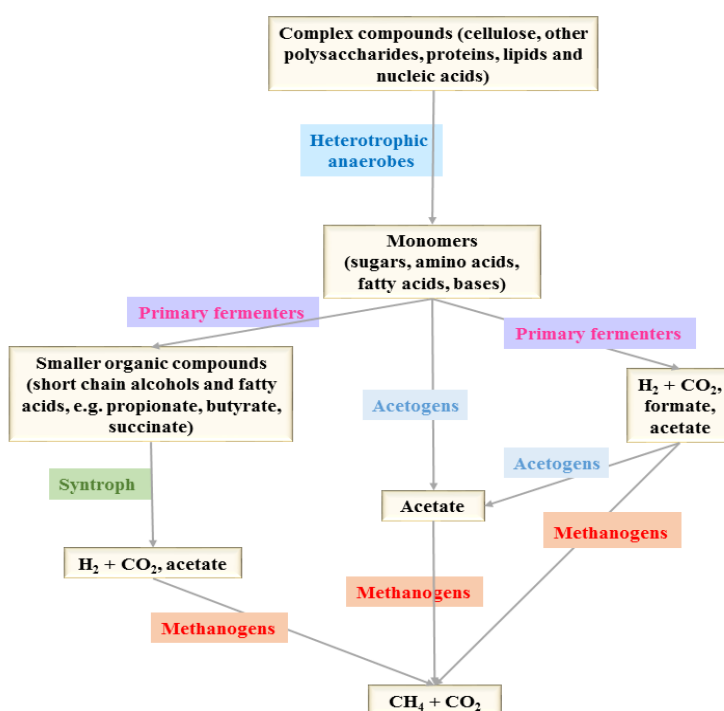 Complex compounds (cellulose, other
polysaccharides, proteins, lipids and
nucleic acids)
Heterotrophic
anaerobes
Monomers
(sugars, amino acids,
fatty acids, bases)
Primary fermenters
Primary fermenters
Smaller organic compounds
(short chain alcohols and fatty
acids, e.g. propionate, butyrate,
succinate)
H₂ + CO₂,
formate,
acetate
Acetogens
Acetogens
Syntroph
Acetate
Methanogens
H₂ + CO₂, acetate
Methanogens
Methanogens
CH₄ + CO₂